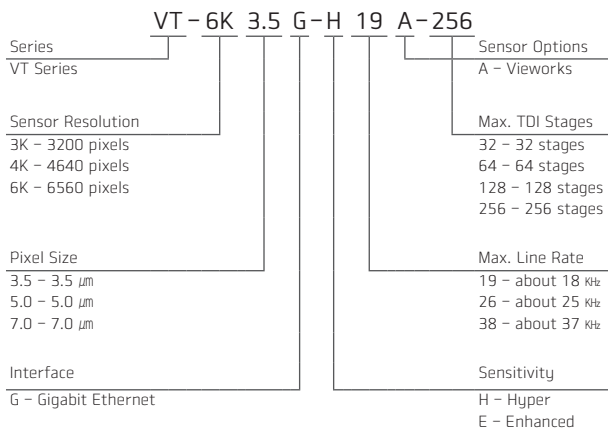 VT-6K 3.5 G-H 19 A-256
Series
VT Series
Sensor Resolution
3K - 3200 pixels
4K - 4640 pixels
6K - 6560 pixels
Pixel Size
3.5 - 3.5 ㎛
5.0 - 5.0 ㎛
7.0 - 7.0 ㎛
Interface
G - Gigabit Ethernet
Sensor Options
A - Vieworks
Max. TDI Stages
32 - 32 stages
64 - 64 stages
128 - 128 stages
256 - 256 stages
Max. Line Rate
19 - about 18 ㎑
26 - about 25 ㎑
38 - about 37 ㎑
Sensitivity
H - Hyper
E - Enhanced